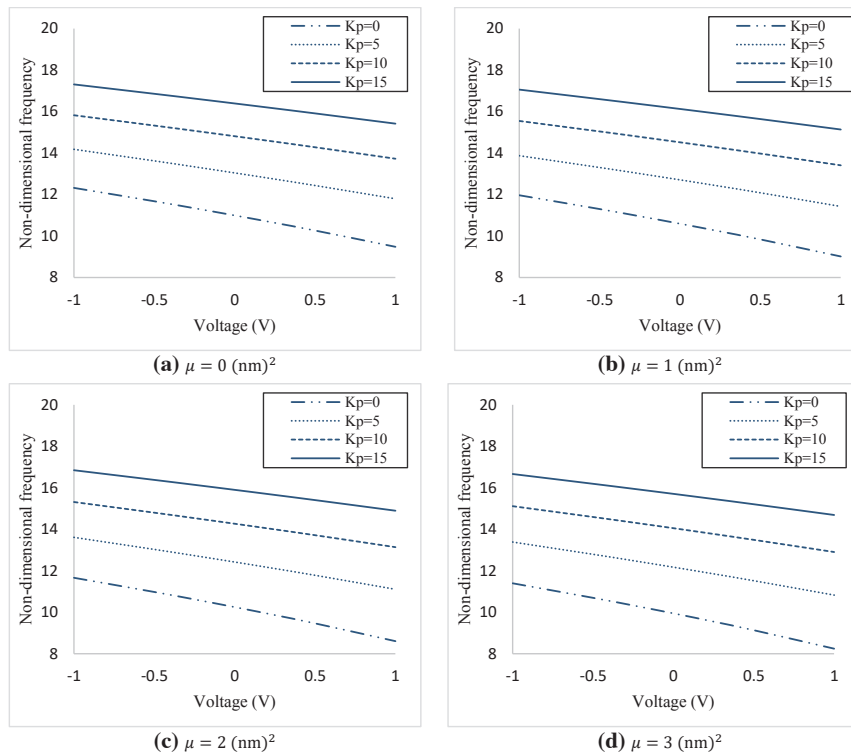 20
18
16
14
12
10
8
Non-dimensional frequency
Kp=0
Kp=5
Kp=10
Kp=15
-1 -0.5 0 0.5 1
Voltage (V)
(a) μ = 0 (nm)²
20
18
16
14
12
10
8
Non-dimensional frequency
Kp=0
Kp=5
Kp=10
Kp=15
-1 -0.5 0 0.5 1
Voltage (V)
(b) μ = 1 (nm)²
20
18
16
14
12
10
8
Non-dimensional frequency
Kp=0
Kp=5
Kp=10
Kp=15
-1 -0.5 0 0.5 1
Voltage (V)
(c) μ = 2 (nm)²
20
18
16
14
12
10
8
Non-dimensional frequency
Kp=0
Kp=5
Kp=10
Kp=15
-1 -0.5 0 0.5 1
Voltage (V)
(d) μ = 3 (nm)²